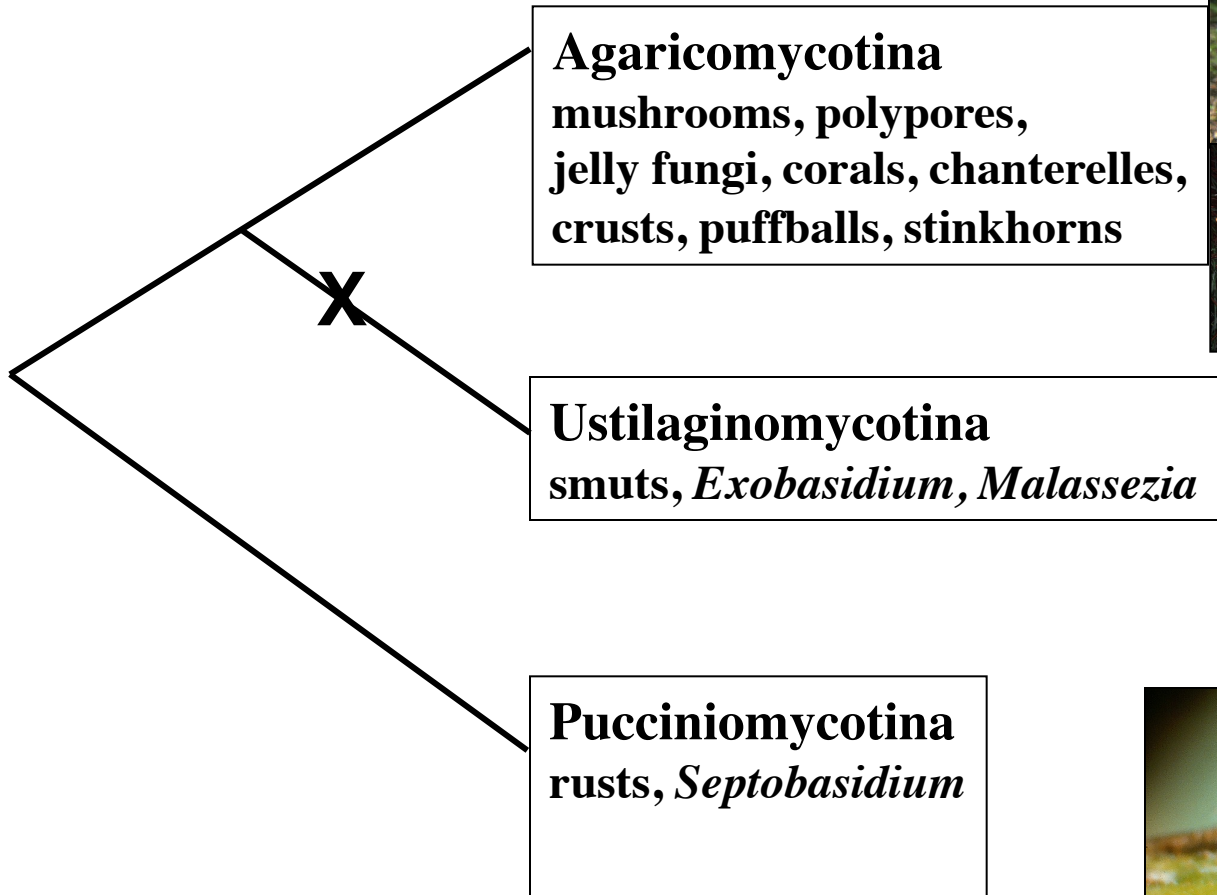 Agaricomycotina
mushrooms, polypores,
jelly fungi, corals, chanterelles,
crusts, puffballs, stinkhorns
X
Ustilaginomycotina
smuts, Exobasidium, Malassezia
Pucciniomycotina
rusts, Septobasidium